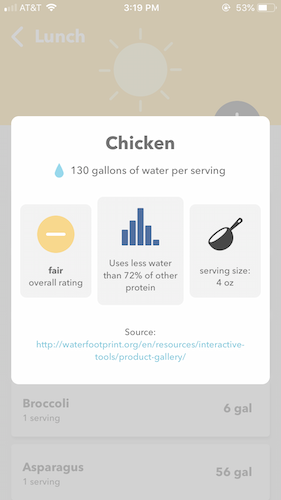 AT&T 3:19 PM 53%
Lunch
Chicken
130 gallons of water per serving
fair
overall rating
Uses less water
than 72% of other
protein
serving size:
4 oz
Source:
http://waterfootprint.org/en/resources/interactive-
tools/product-gallery/
Broccoli
6 gal
1 serving
Asparagus
56 gal
1 serving